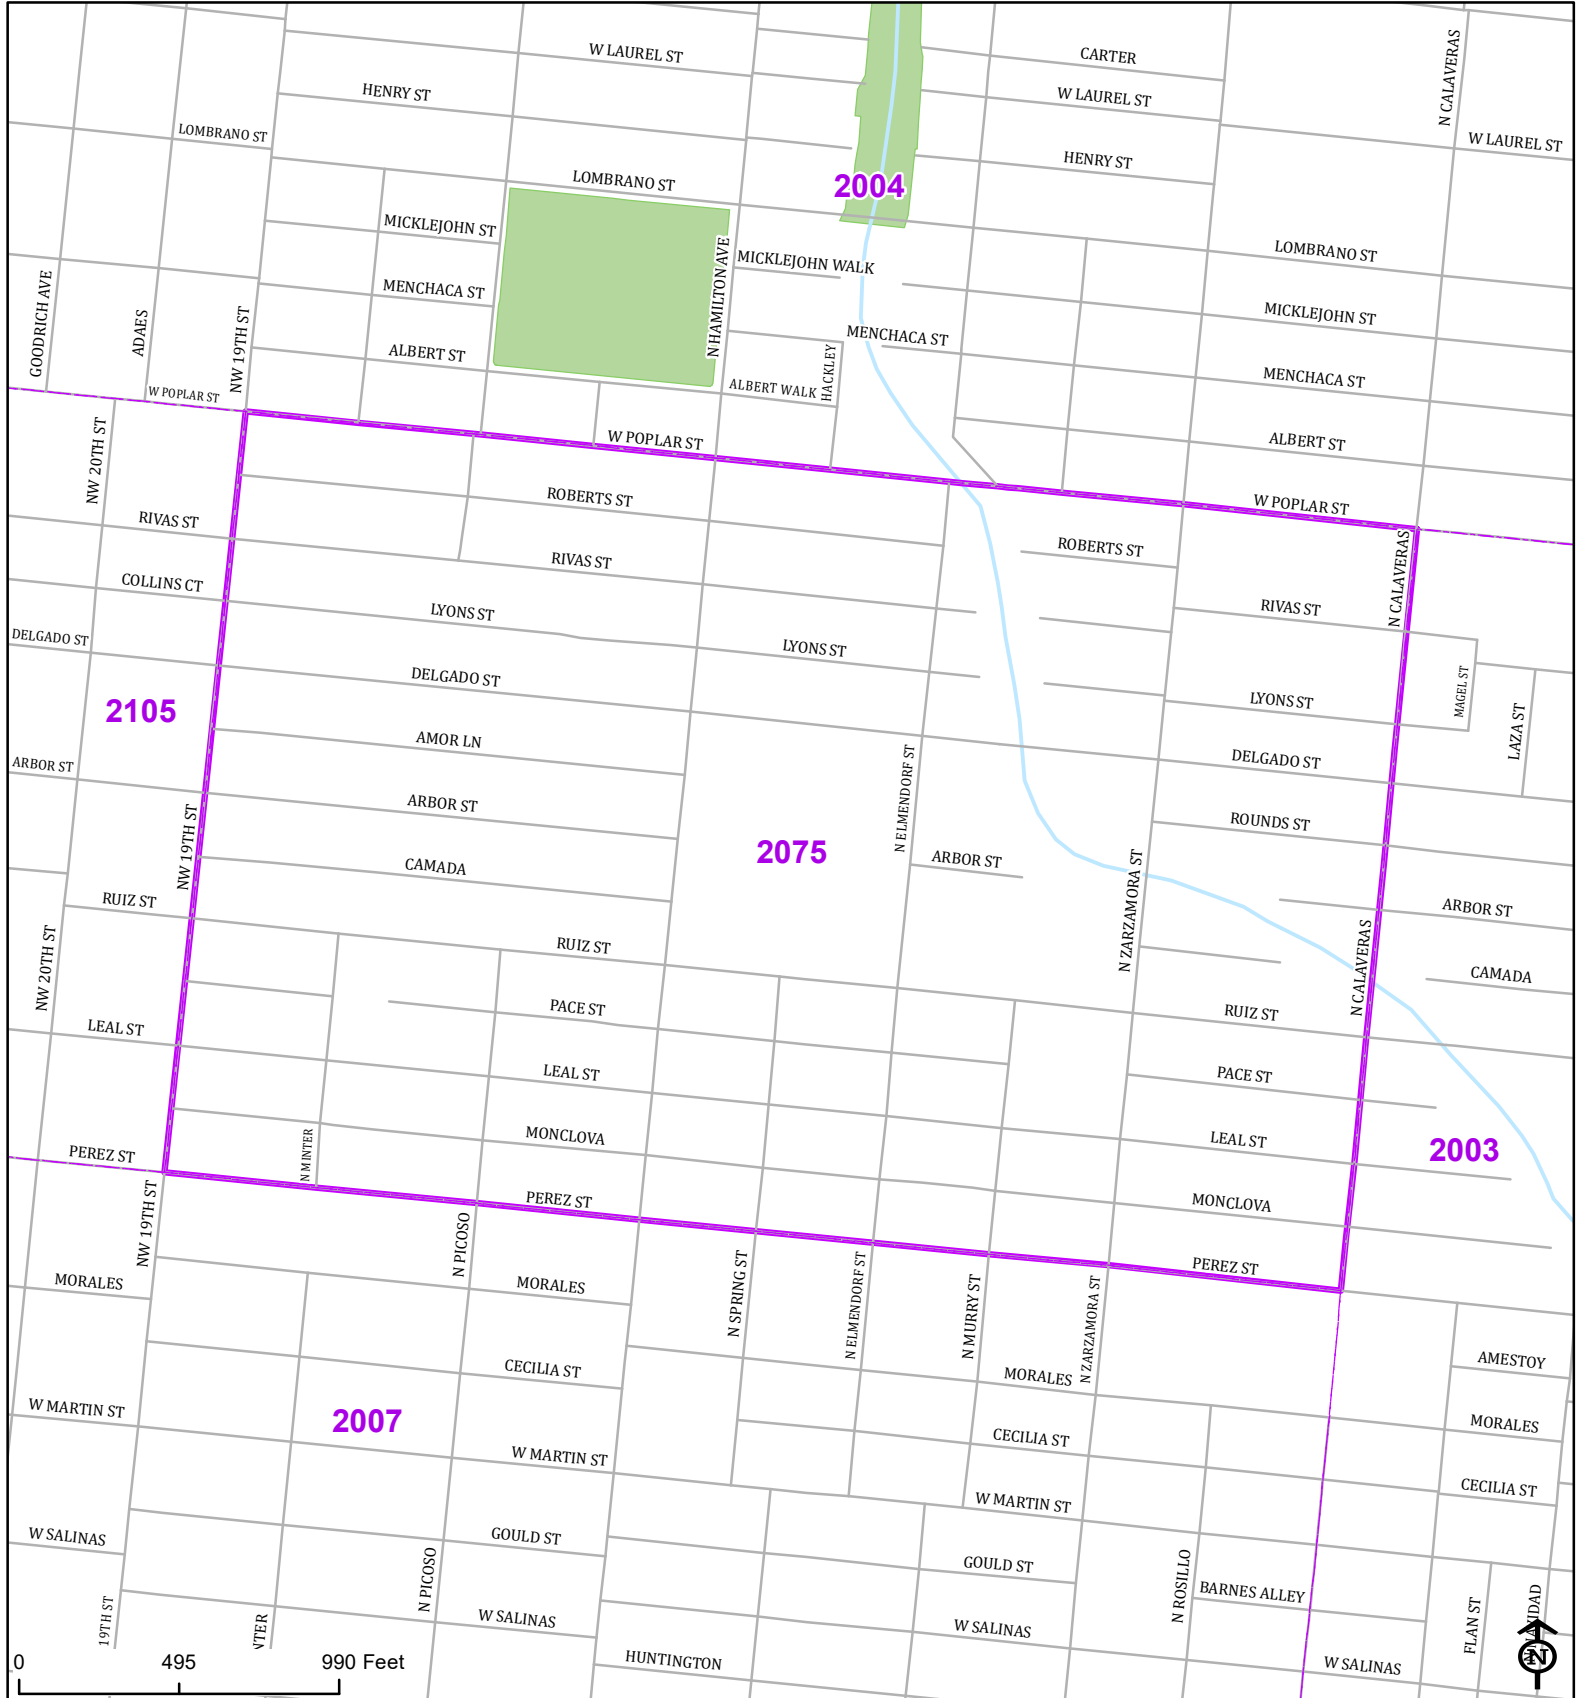 W LAUREL ST
CARTER
N CALAVERAS
HENRY ST
W LAUREL ST
LOMBRANO ST
W LAUREL ST
HENRY ST
LOMBRANO ST
2004
MICKLEJOHN ST
N HAMILTON AVE
MICKLEJOHN WALK
LOMBRANO ST
GOODRICH AVE
ADAES
NW 19TH ST
MENCHACA ST
MICKLEJOHN ST
MENCHACA ST
ALBERT ST
HACKLEY
MENCHACA ST
W POPLAR ST
ALBERT WALK
NW 20TH ST
W POPLAR ST
ALBERT ST
ROBERTS ST
W POPLAR ST
RIVAS ST
RIVAS ST
ROBERTS ST
N CALAVERAS
COLLINS CT
LYONS ST
RIVAS ST
DELGADO ST
LYONS ST
DELGADO ST
LYONS ST
MAGEL ST
LAZA ST
2105
AMOR LN
N ELMENDORF ST
DELGADO ST
ARBOR ST
ARBOR ST
ROUNDS ST
NW 19TH ST
2075
ARBOR ST
CAMADA
N ZARZAMORA ST
RUIZ ST
ARBOR ST
NW 20TH ST
RUIZ ST
N CALAVERAS
CAMADA
PACE ST
RUIZ ST
LEAL ST
LEAL ST
PACE ST
MONCLOVA
LEAL ST
2003
PEREZ ST
N MINTER
PEREZ ST
MONCLOVA
NW 19TH ST
N PICOSO
PEREZ ST
MORALES
MORALES
N SPRING ST
N ELMENDORF ST
N MURRY ST
N ZARZAMORA ST
CECILIA ST
MORALES
AMESTOY
W MARTIN ST
2007
CECILIA ST
MORALES
W MARTIN ST
W MARTIN ST
CECILIA ST
W SALINAS
GOULD ST
GOULD ST
N PICOSO
N ROSILLO
BARNES ALLEY
19TH ST
NTER
W SALINAS
W SALINAS
FLAN ST
HUNTINGTON
W SALINAS
N
0 495 990 Feet